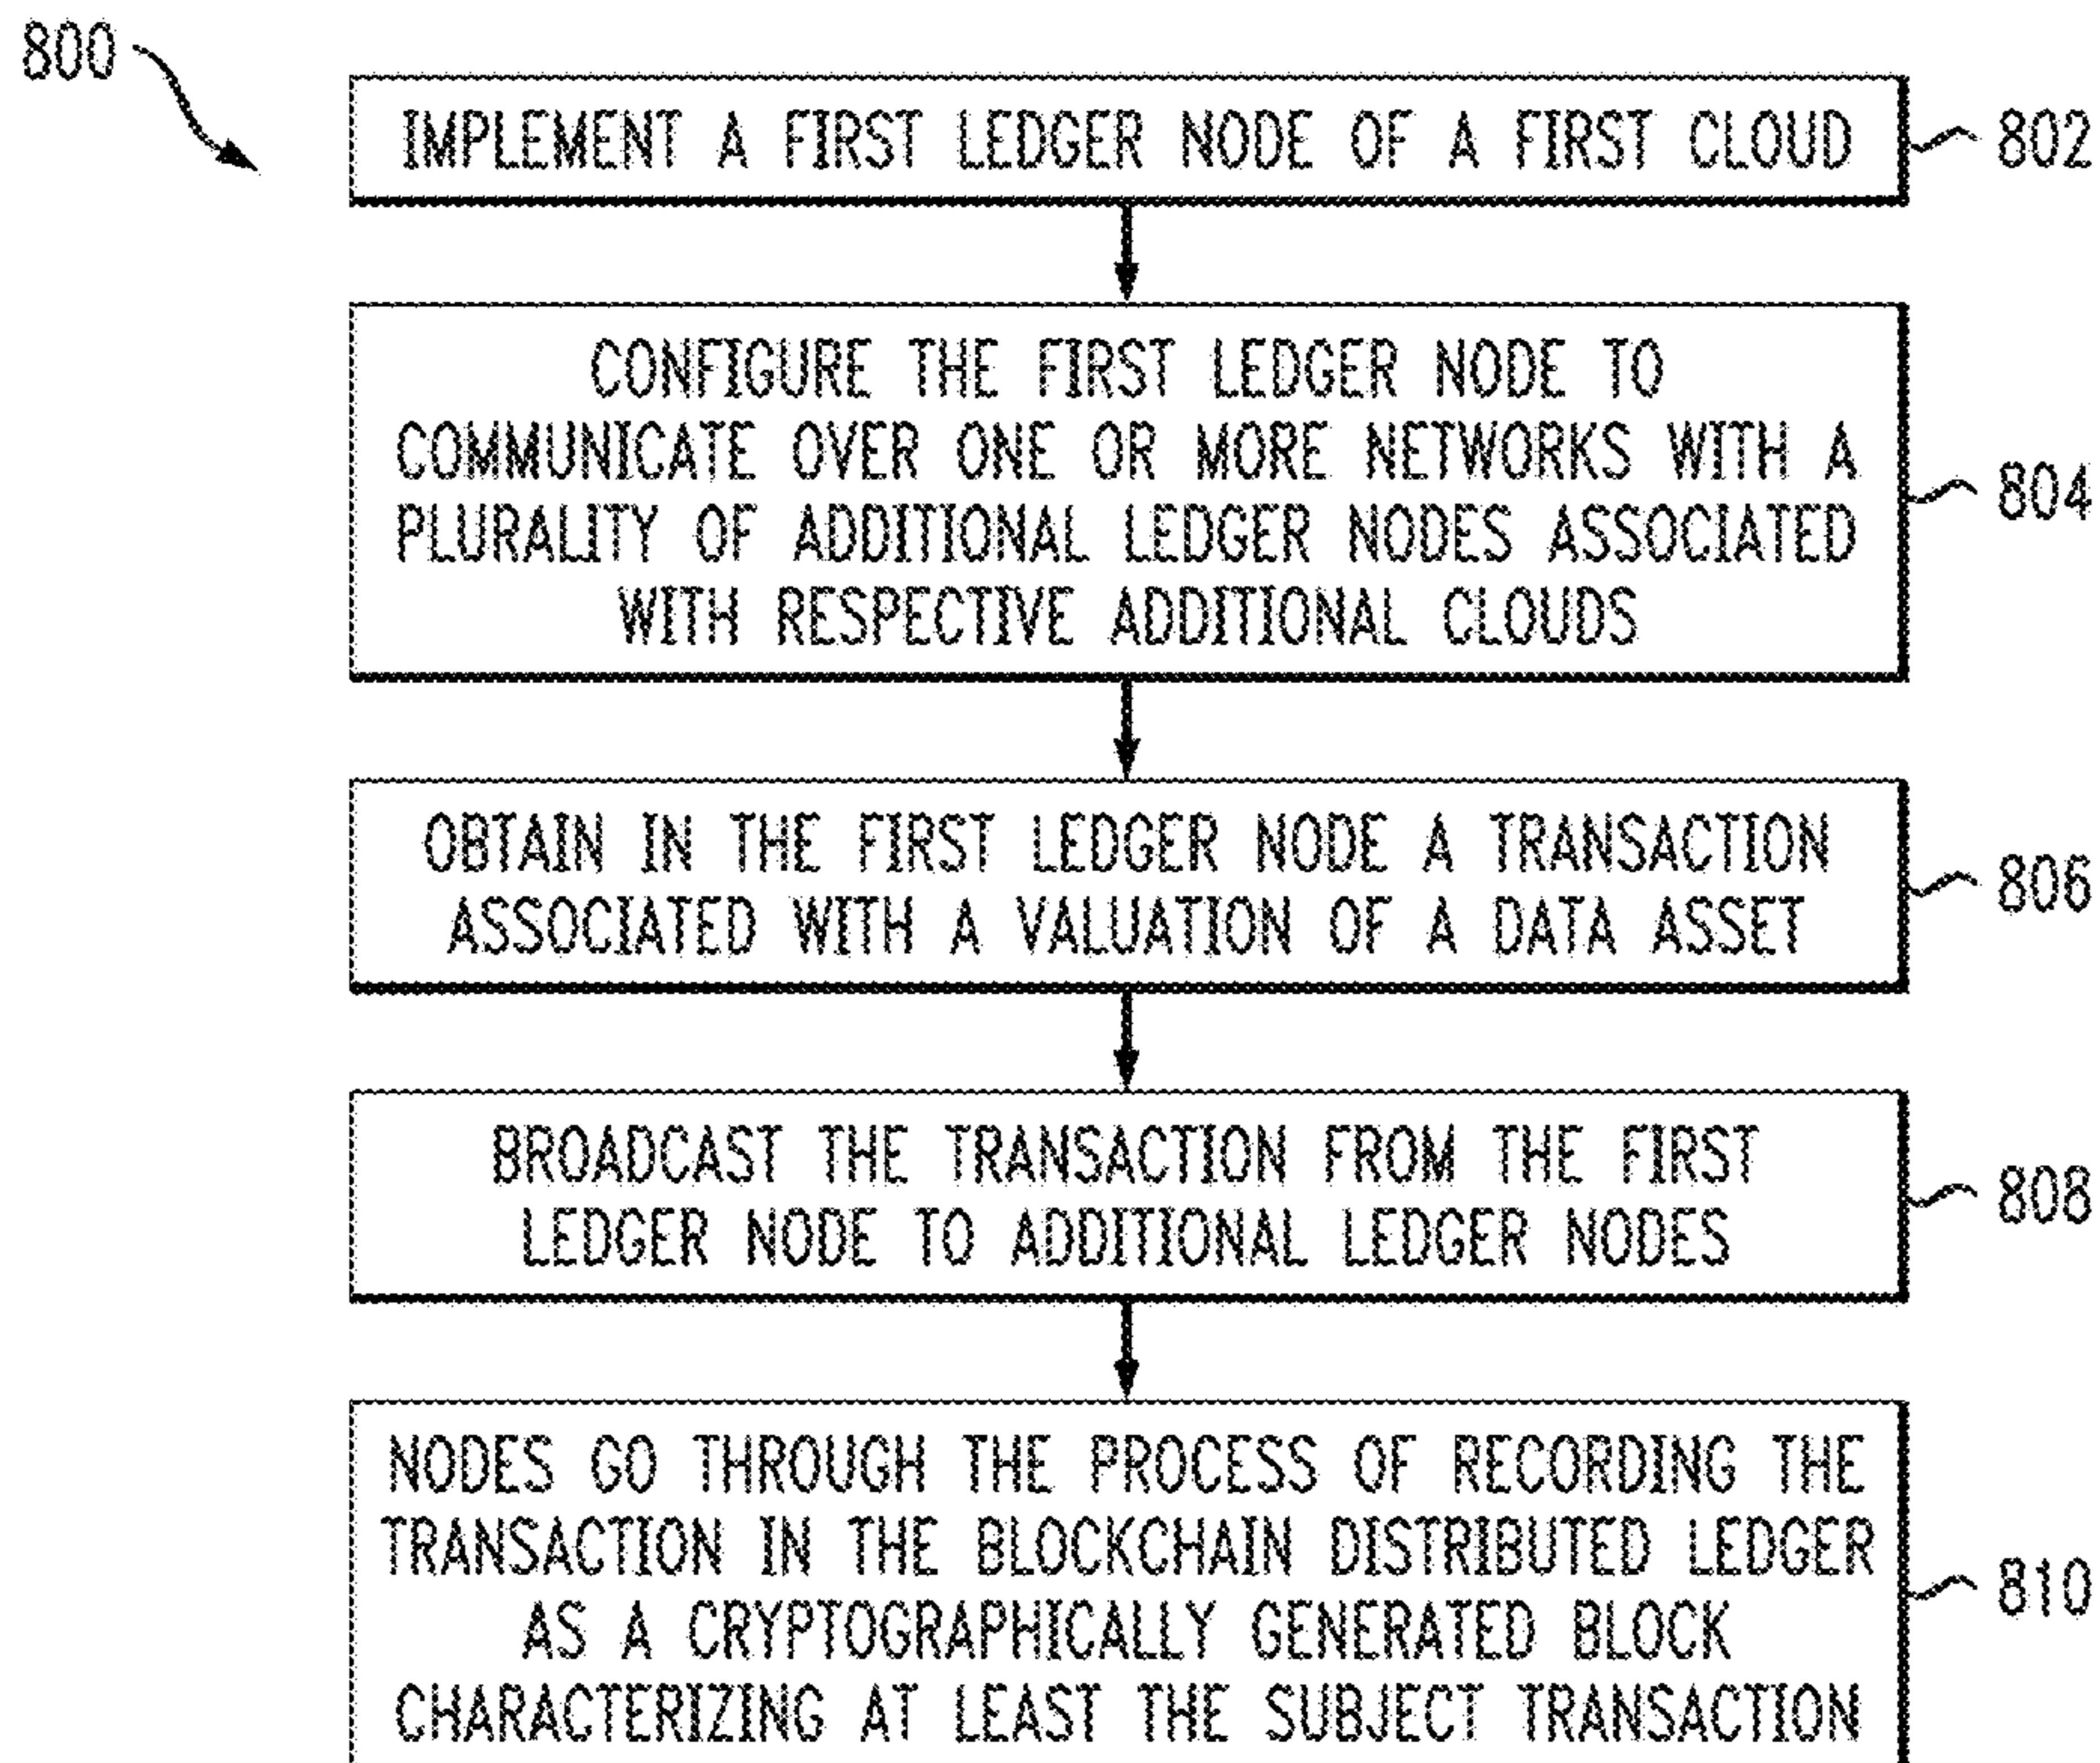 800
IMPLEMENT A FIRST LEDGER NODE OF A FIRST CLOUD
802
CONFIGURE THE FIRST LEDGER NODE TO
COMMUNICATE OVER ONE OR MORE NETWORKS WITH A
PLURALITY OF ADDITIONAL LEDGER NODES ASSOCIATED
WITH RESPECTIVE ADDITIONAL CLOUDS
804
OBTAIN IN THE FIRST LEDGER NODE A TRANSACTION
ASSOCIATED WITH A VALUATION OF A DATA ASSET
806
BROADCAST THE TRANSACTION FROM THE FIRST
LEDGER NODE TO ADDITIONAL LEDGER NODES
808
NODES GO THROUGH THE PROCESS OF RECORDING THE
TRANSACTION IN THE BLOCKCHAIN DISTRIBUTED LEDGER
AS A CRYPTOGRAPHICALLY GENERATED BLOCK
CHARACTERIZING AT LEAST THE SUBJECT TRANSACTION
810